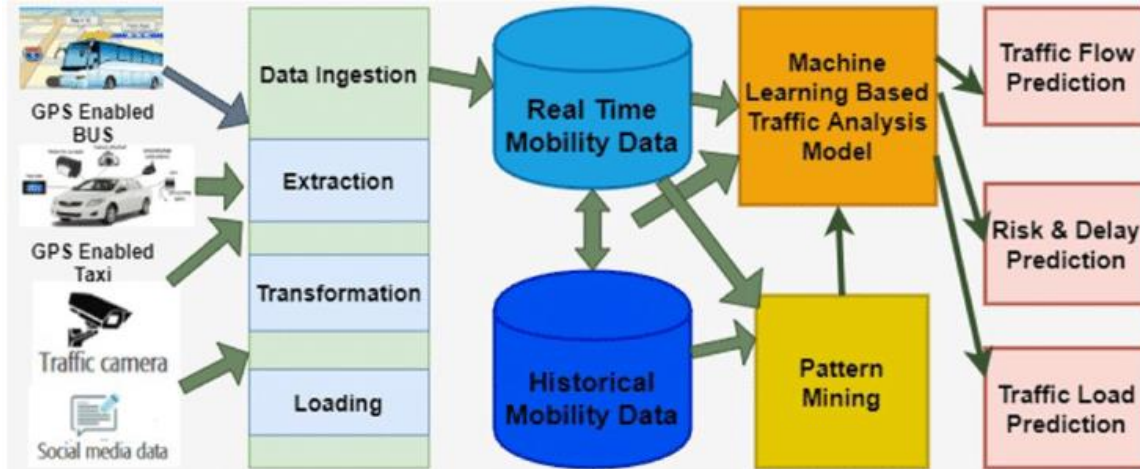 GPS Enabled
BUS
GPS Enabled
Taxi
Traffic camera
Social media data
Data Ingestion
Extraction
Transformation
Loading
Real Time
Mobility Data
Historical
Mobility Data
Machine
Learning Based
Traffic Analysis
Model
Pattern
Mining
Traffic Flow
Prediction
Risk & Delay
Prediction
Traffic Load
Prediction